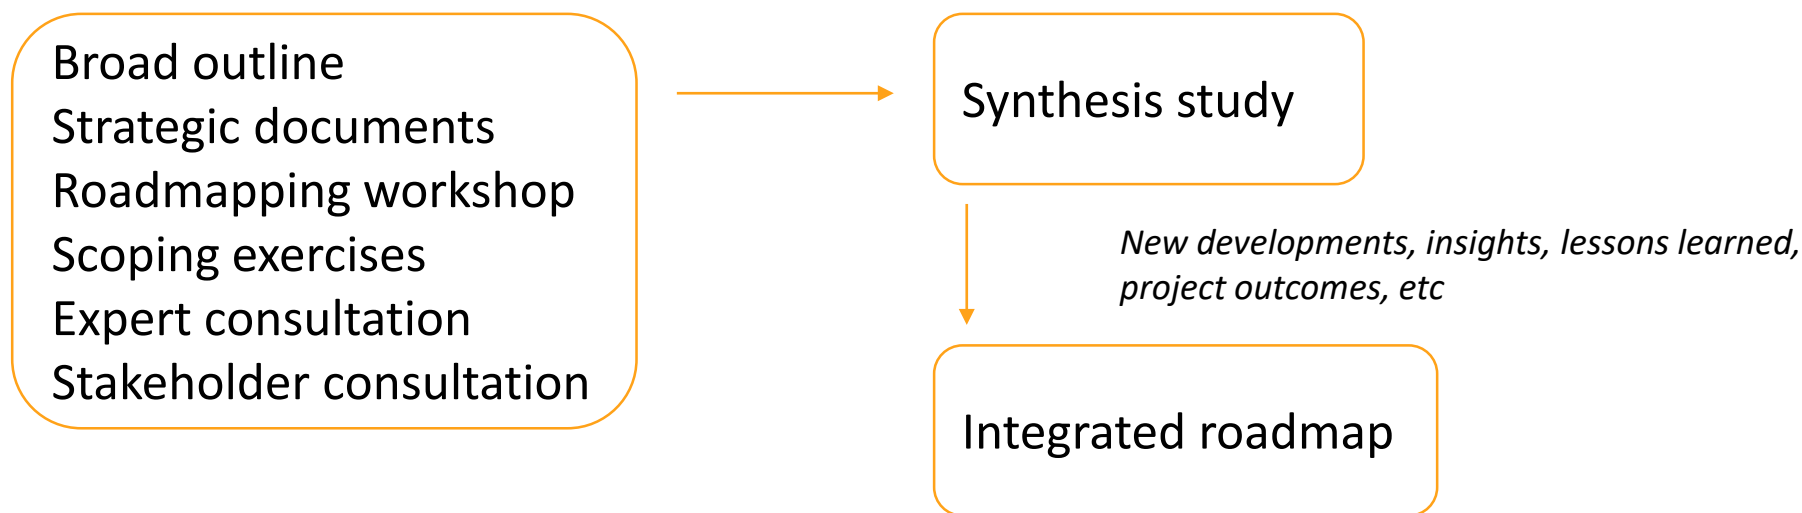 Broad outline
Strategic documents
Roadmapping workshop
Scoping exercises
Expert consultation
Stakeholder consultation
Synthesis study
New developments, insights, lessons learned,
project outcomes, etc
Integrated roadmap